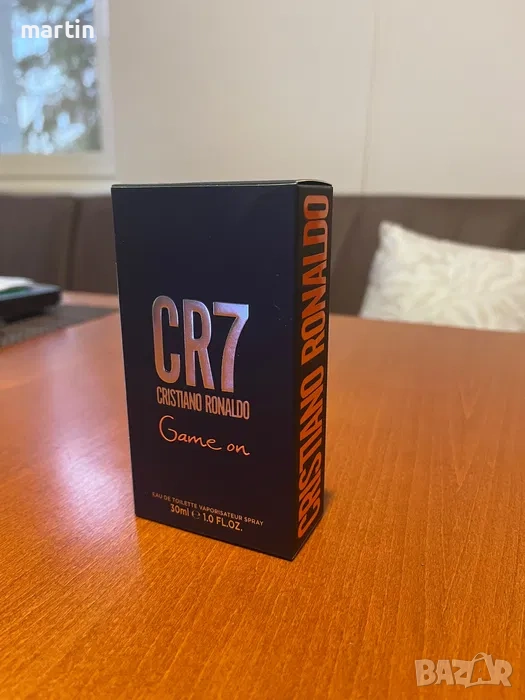 martin
CR7
CRISTIANO RONALDO
Game on
EAU DE TOILETTE VAPORISATEUR SPRAY
30ml ℮ 1.0 FL.OZ.
CRISTIANO RONALDO
BAZAR